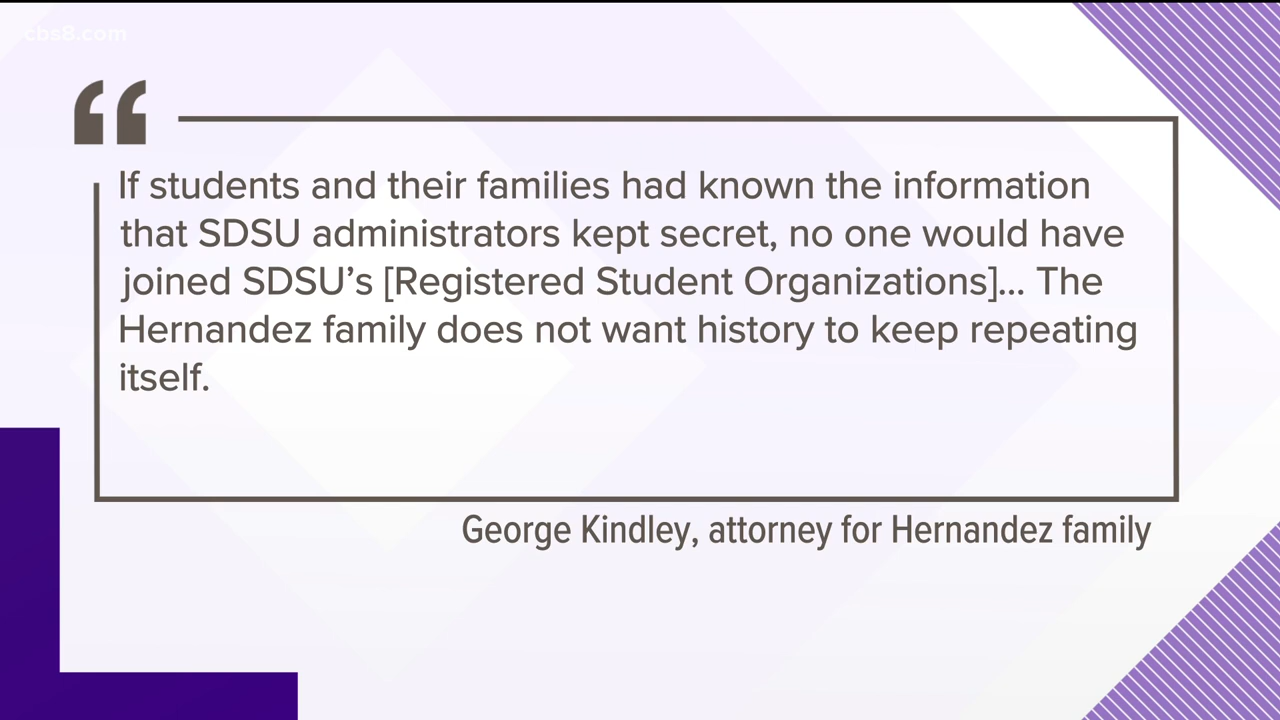 cbs8.com
“
If students and their families had known the information
that SDSU administrators kept secret, no one would have
joined SDSU’s [Registered Student Organizations]... The
Hernandez family does not want history to keep repeating
itself.
George Kindley, attorney for Hernandez family